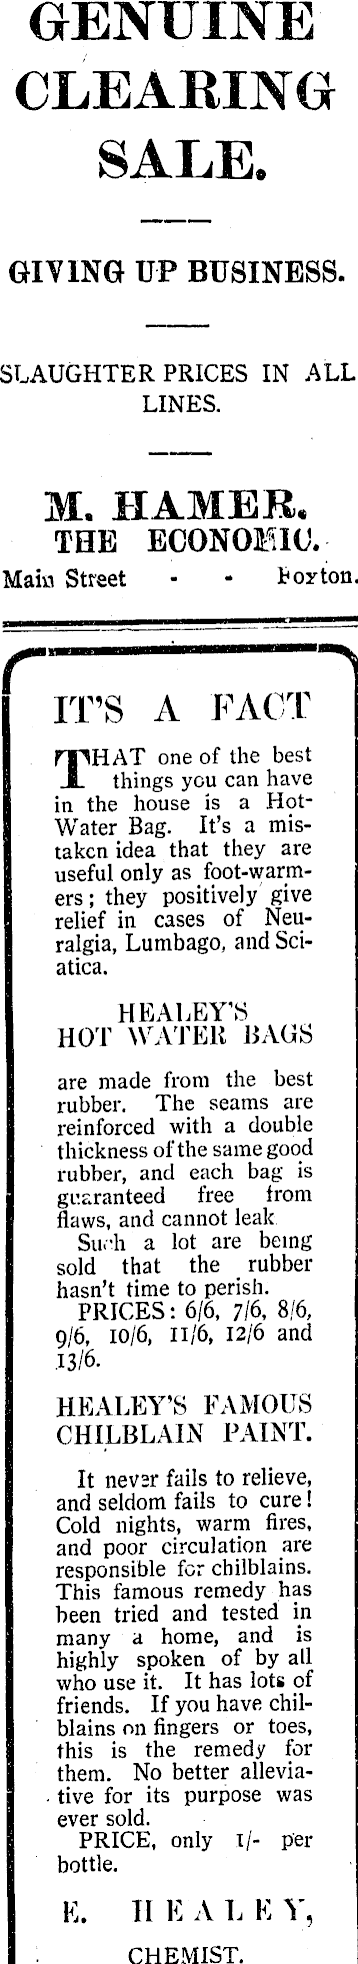 GENUINE
CLEARING
SALE.
GIVING UP BUSINESS.
SLAUGHTER PRICES IN ALL
LINES.
M. HAMER.
THE ECONOMIC.
Main Street - - Foxton.
IT'S A FACT
THAT one of the best
things you can have
in the house is a Hot-
Water Bag. It's a mis-
taken idea that they are
useful only as foot-warm-
ers; they positively give
relief in cases of Neu-
ralgia, Lumbago, and Sci-
atica.
HEALEY'S
HOT WATER BAGS
are made from the best
rubber. The seams are
reinforced with a double
thickness of the same good
rubber, and each bag is
guaranteed free from
flaws, and cannot leak
Such a lot are being
sold that the rubber
hasn't time to perish.
PRICES: 6/6, 7/6, 8/6,
9/6, 10/6, 11/6, 12/6 and
13/6.
HEALEY'S FAMOUS
CHILBLAIN PAINT.
It never fails to relieve,
and seldom fails to cure!
Cold nights, warm fires,
and poor circulation are
responsible for chilblains.
This famous remedy has
been tried and tested in
many a home, and is
highly spoken of by all
who use it. It has lots of
friends. If you have chil-
blains on fingers or toes,
this is the remedy for
them. No better allevia-
tive for its purpose was
ever sold.
PRICE, only 1/- per
bottle.
E. HEALEY,
CHEMIST.